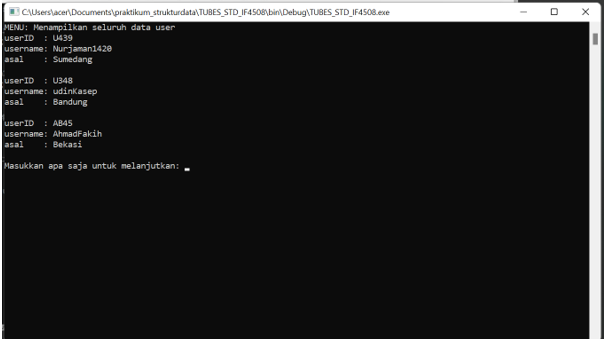 C:\Users\acer\Documents\praktikum_strukturdata\TUBES_STD_IF4508\bin\Debug\TUBES_STD_IF4508.exe
MENU: Menampilkan seluruh data user
userID  : U439
username: Nurjaman1420
asal    : Sumedang
userID  : U348
username: udinKasep
asal    : Bandung
userID  : AB45
username: AhmadFakih
asal    : Bekasi
Masukkan apa saja untuk melanjutkan: _